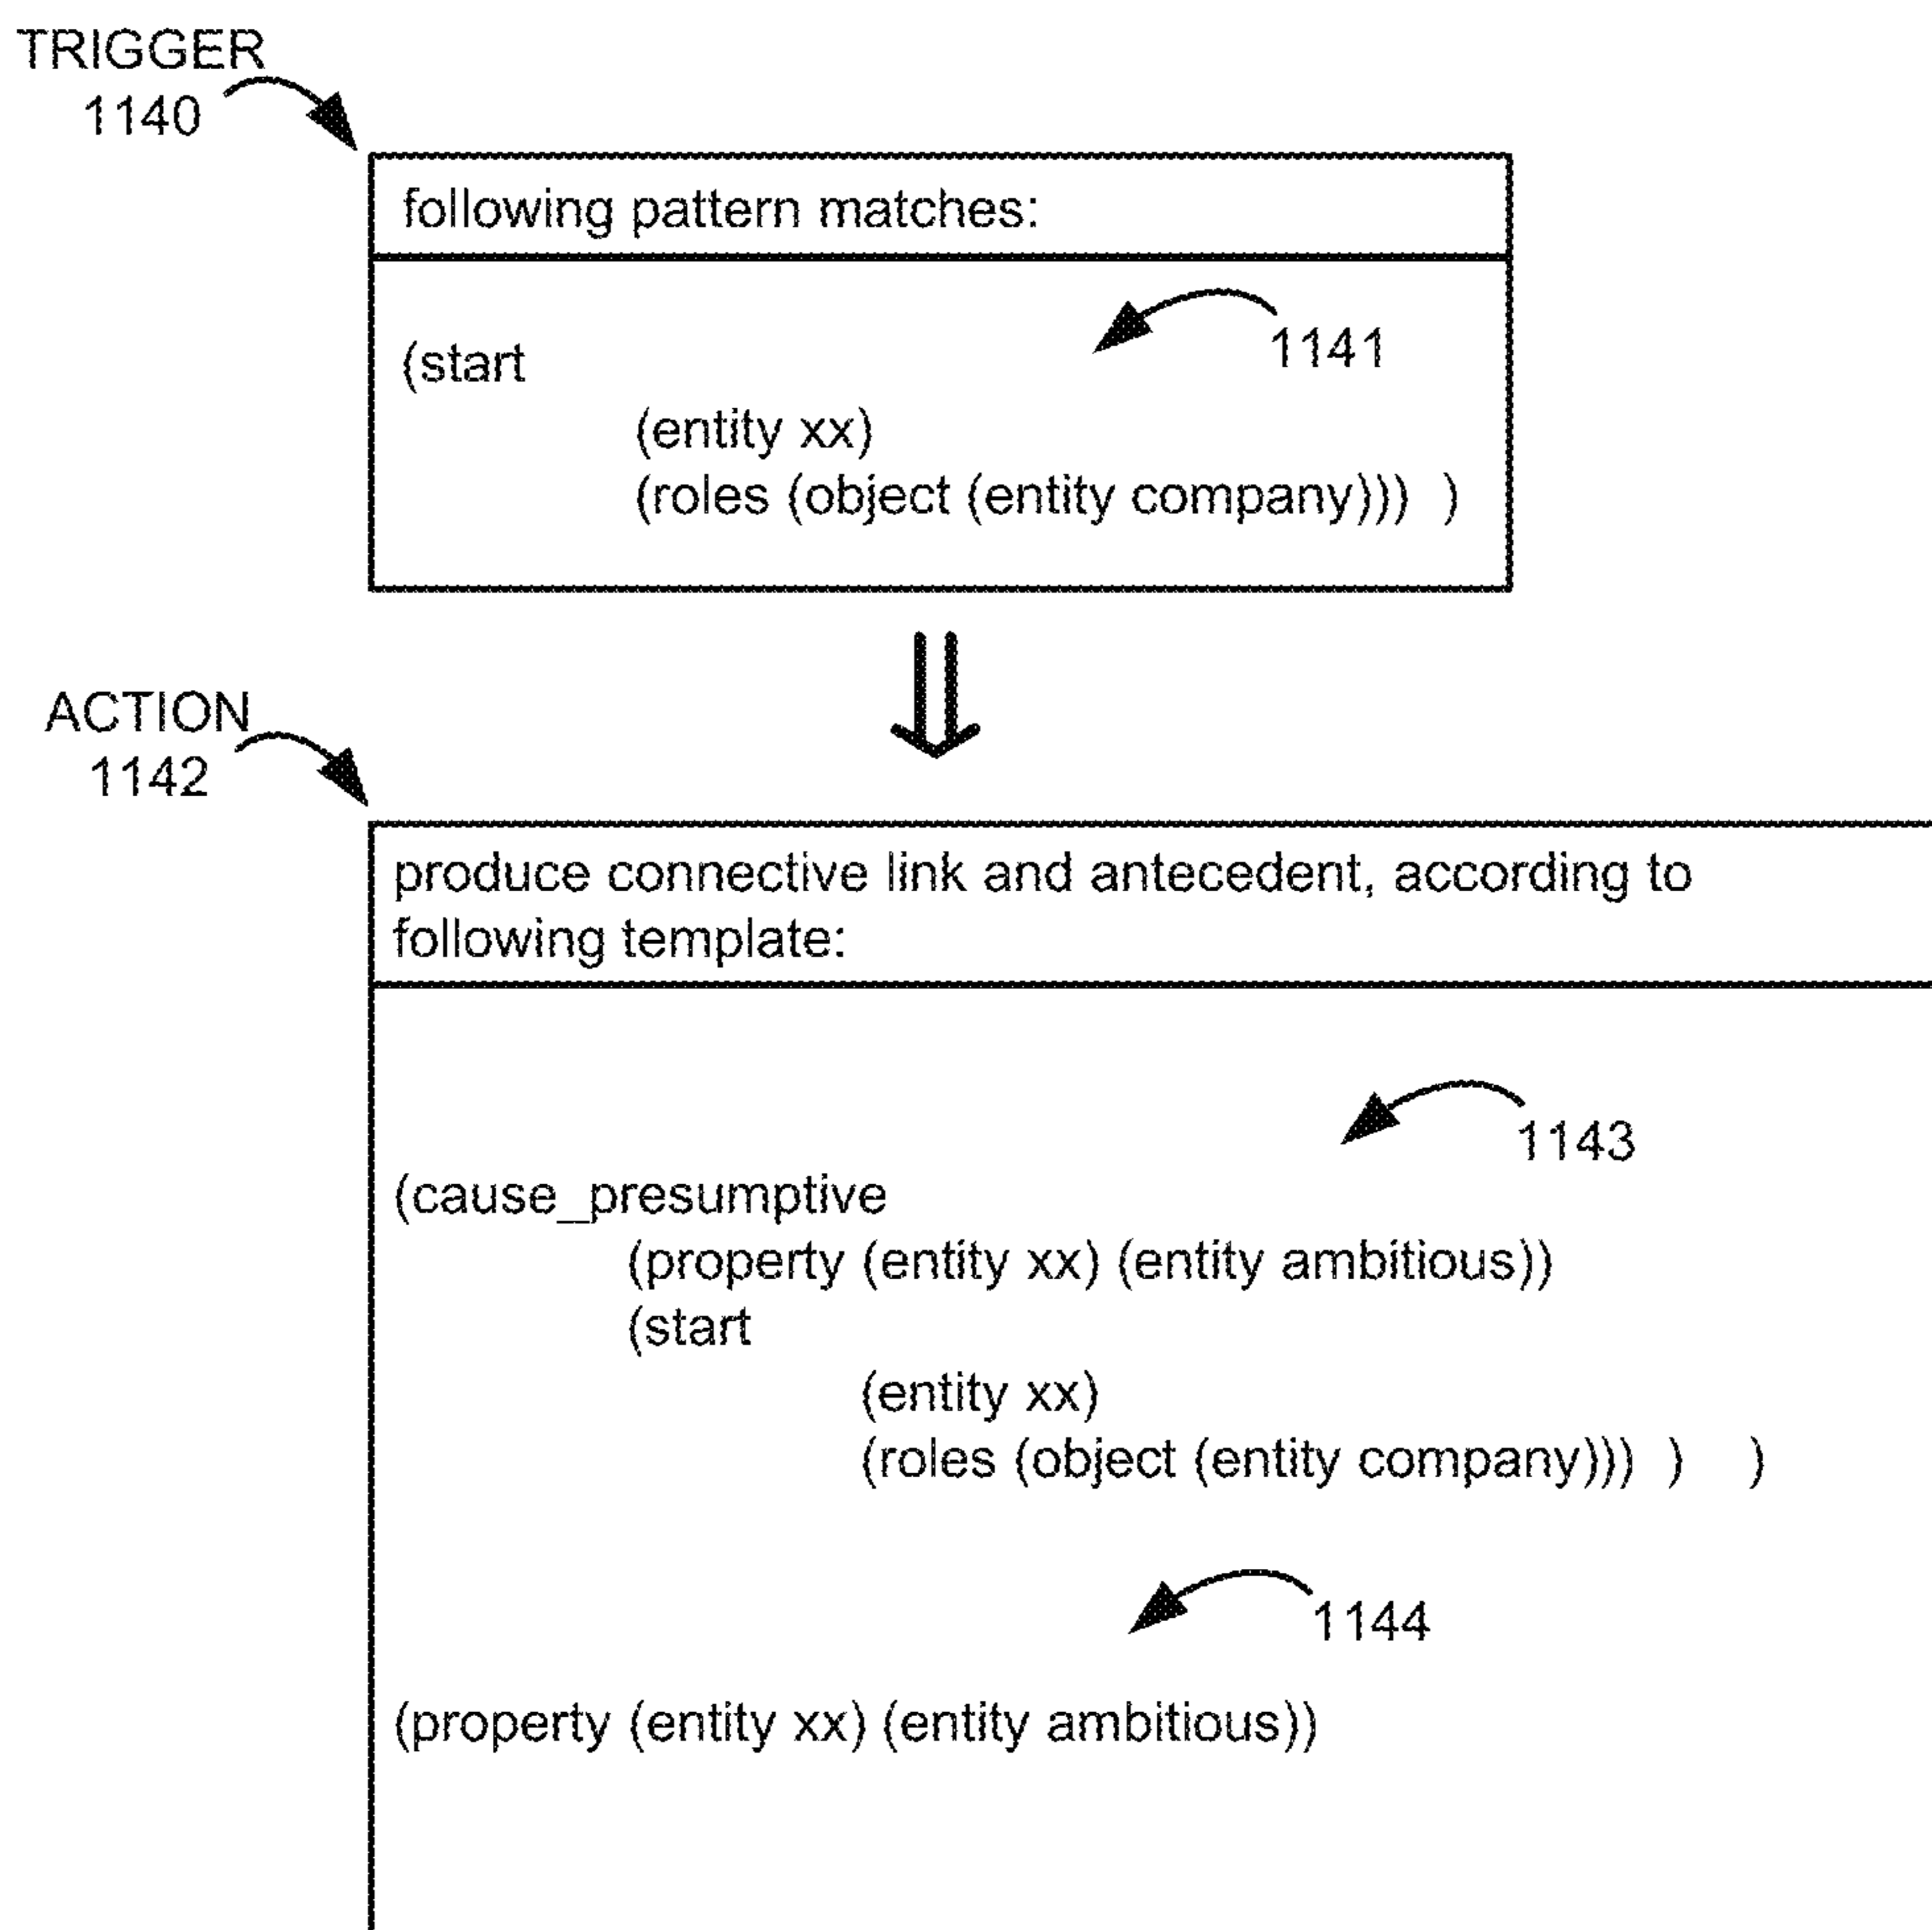 TRIGGER
1140
following pattern matches:
1141
(start
(entity xx)
(roles (object (entity company))) )
ACTION
1142
produce connective link and antecedent, according to
following template:
1143
(cause_presumptive
(property (entity xx) (entity ambitious))
(start
(entity xx)
(roles (object (entity company))) ) )
1144
(property (entity xx) (entity ambitious))